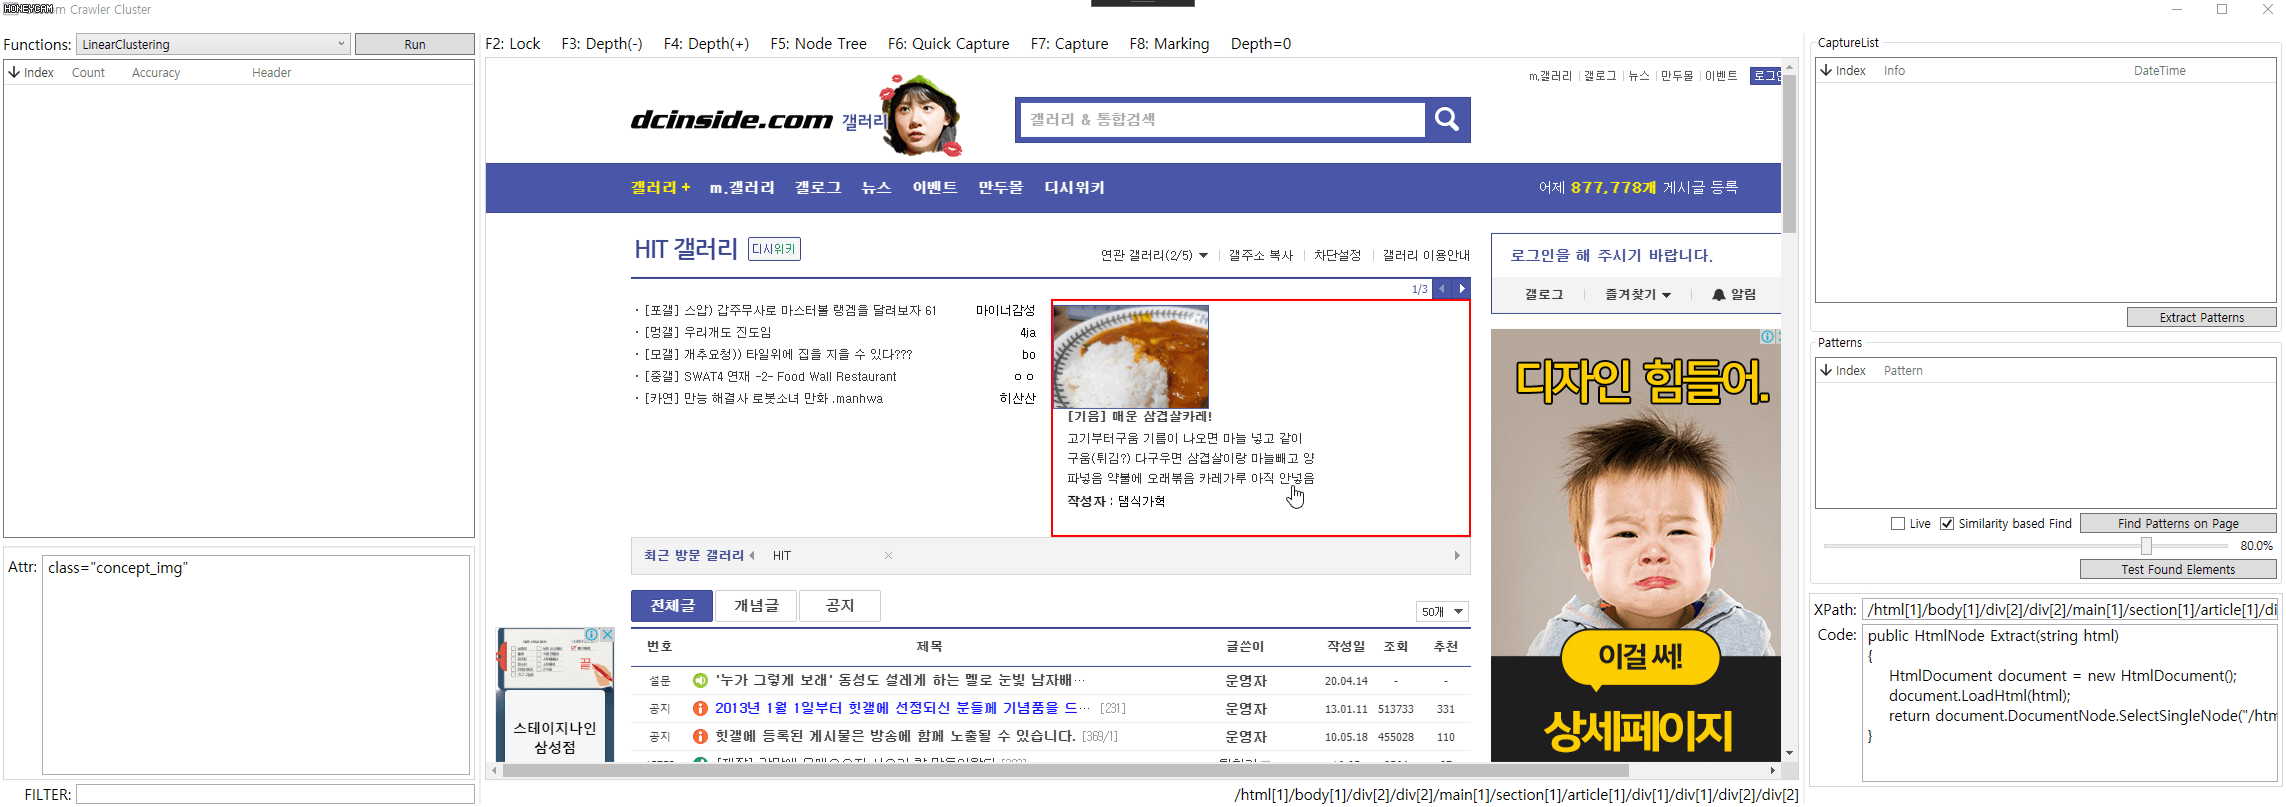 HONEYCAM m Crawler Cluster
Functions: LinearClustering Run
Index Count Accuracy Header
Attr: class="concept_img"
FILTER:
F2: Lock F3: Depth(-) F4: Depth(+) F5: Node Tree F6: Quick Capture F7: Capture F8: Marking Depth=0
m.갤러리 갤로그 뉴스 만두몰 이벤트 로그인
dcinside.com 갤러리
갤러리 & 통합검색
갤러리 + m.갤러리 갤로그 뉴스 이벤트 만두몰 디시위키
어제 877,778개 게시글 등록
HIT 갤러리 디시위키
연관 갤러리(2/5) 갤주소 복사 차단설정 갤러리 이용안내
1/3
· [포갤] 스압) 갑주무사로 마스터볼 랭겜을 달려보자 61 마이너감성
· [멍갤] 우리개도 진도임 4ja
· [모갤] 개추요청)) 타일위에 집을 지을 수 있다??? bo
· [중갤] SWAT4 연재 -2- Food Wall Restaurant ㅇㅇ
· [카연] 만능 해결사 로봇소녀 만화 .manhwa 히산산
[기음] 매운 삼겹살카레!
고기부터구움 기름이 나오면 마늘 넣고 같이
구움(튀김?) 다구우면 삼겹살이랑 마늘빼고 양
파넣음 약불에 오래볶음 카레가루 아직 안넣음
작성자 : 댐식가혁
최근 방문 갤러리 HIT
전체글 개념글 공지
50개
번호 제목 글쓴이 작성일 조회 추천
설문 '누가 그렇게 보래' 동성도 설레게 하는 멜로 눈빛 남자배… 운영자 20.04.14 - -
공지 2013년 1월 1일부터 힛갤에 선정되신 분들께 기념품을 드… [231] 운영자 13.01.11 513733 331
공지 힛갤에 등록된 게시물은 방송에 함께 노출될 수 있습니다. [369/1] 운영자 10.05.18 455028 110
스테이지나인
삼성점
로그인을 해 주시기 바랍니다.
갤로그 즐겨찾기 알림
디자인 힘들어.
이걸 써!
상세페이지
/html[1]/body[1]/div[2]/div[2]/main[1]/section[1]/article[1]/div[1]/div[1]/div[2]/div[2]
CaptureList
Index Info DateTime
Extract Patterns
Patterns
Index Pattern
Live Similarity based Find Find Patterns on Page
80.0%
Test Found Elements
XPath: /html[1]/body[1]/div[2]/div[2]/main[1]/section[1]/article[1]/di
Code: public HtmlNode Extract(string html)
{
HtmlDocument document = new HtmlDocument();
document.LoadHtml(html);
return document.DocumentNode.SelectSingleNode("/htm
}